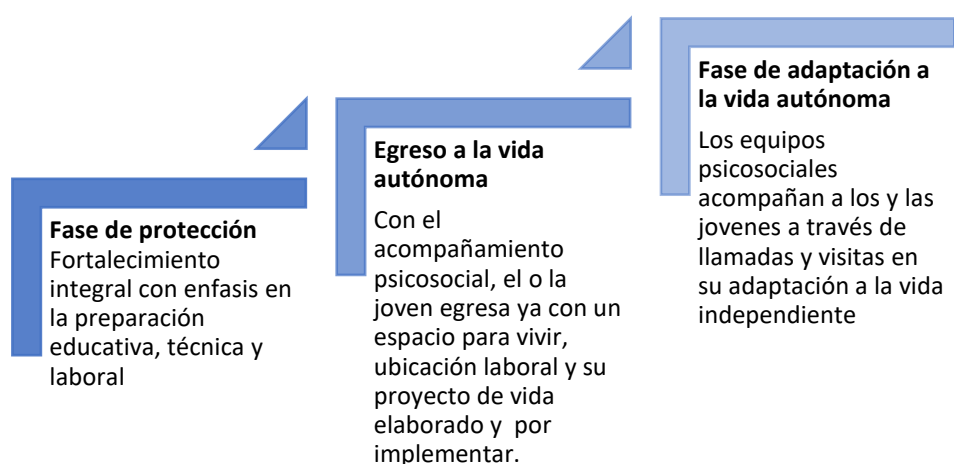 Fase de protección
Fortalecimiento
integral con enfasis en
la preparación
educativa, técnica y
laboral
Egreso a la vida
autónoma
Con el
acompañamiento
psicosocial, el o la
joven egresa ya con un
espacio para vivir,
ubicación laboral y su
proyecto de vida
elaborado y  por
implementar.
Fase de adaptación a
la vida autónoma
Los equipos
psicosociales
acompañan a los y las
jovenes a través de
llamadas y visitas en
su adaptación a la vida
independiente